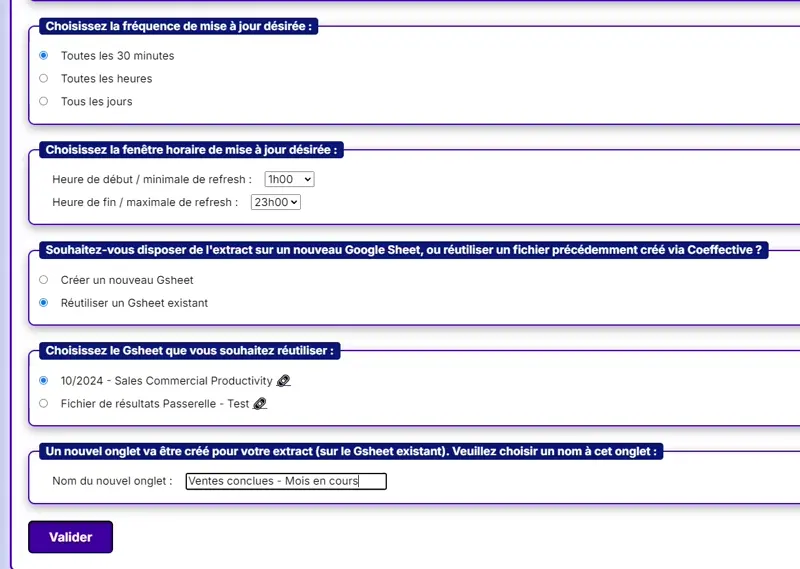 Choisissez la fréquence de mise à jour désirée :
Toutes les 30 minutes
Toutes les heures
Tous les jours
Choisissez la fenêtre horaire de mise à jour désirée :
Heure de début / minimale de refresh : 1h00
Heure de fin / maximale de refresh : 23h00
Souhaitez-vous disposer de l'extract sur un nouveau Google Sheet, ou réutiliser un fichier précédemment créé via Coeffective ?
Créer un nouveau Gsheet
Réutiliser un Gsheet existant
Choisissez le Gsheet que vous souhaitez réutiliser :
10/2024 - Sales Commercial Productivity
Fichier de résultats Passerelle - Test
Un nouvel onglet va être créé pour votre extract (sur le Gsheet existant). Veuillez choisir un nom à cet onglet :
Nom du nouvel onglet : Ventes conclues - Mois en cours
Valider